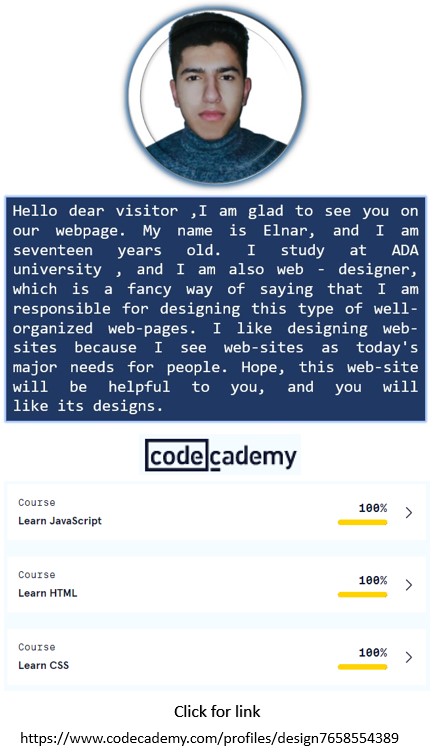 Hello dear visitor ,I am glad to see you on
our webpage. My name is Elnar, and I am
seventeen years old. I study at ADA
university , and I am also web - designer,
which is a fancy way of saying that I am
responsible for designing this type of well-
organized web-pages. I like designing web-
sites because I see web-sites as today's
major needs for people. Hope, this web-site
will be helpful to you, and you will
like its designs.
codecademy
Course
Learn JavaScript
100%
Course
Learn HTML
100%
Course
Learn CSS
100%
Click for link
https://www.codecademy.com/profiles/design7658554389